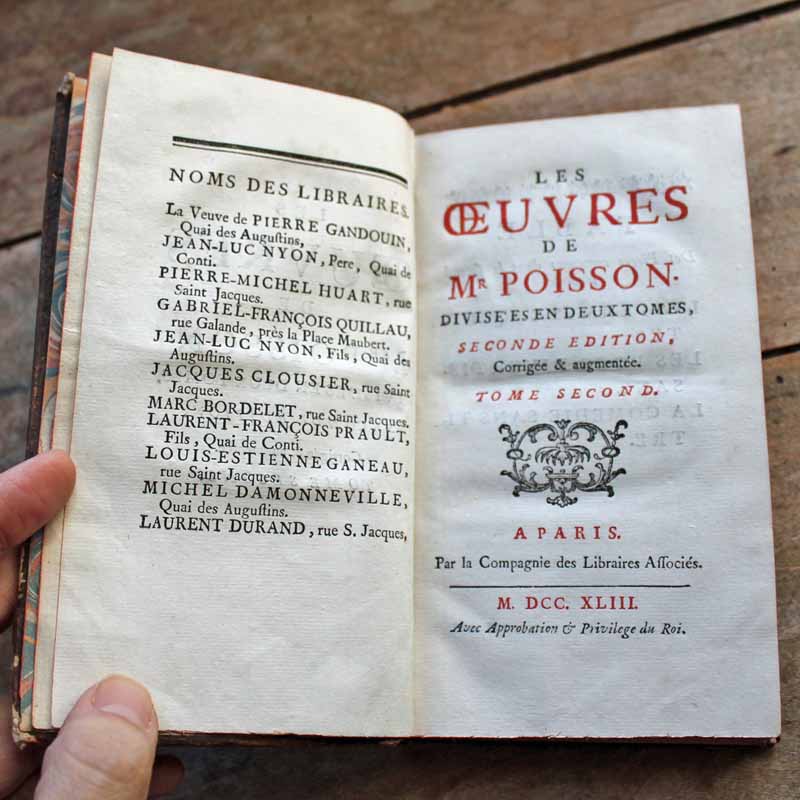 NOMS DES LIBRAIRES.
La Veuve de PIERRE GANDOUIN,
Quai des Augustins,
JEAN-LUC NYON, Pere, Quai de
Conti.
PIERRE-MICHEL HUART, rue
Saint Jacques.
GABRIEL-FRANÇOIS QUILLAU,
rue Galande, près la Place Maubert.
JEAN-LUC NYON, Fils, Quai des
Augustins.
JACQUES CLOUSIER, rue Saint
Jacques.
MARC BORDELET, rue Saint Jacques.
LAURENT-FRANÇOIS PRAULT,
Fils, Quai de Conti.
LOUIS-ESTIENNE GANEAU,
rue Saint Jacques.
MICHEL DAMONNEVILLE,
Quai des Augustins.
LAURENT DURAND, rue S. Jacques,
LES
ŒUVRES
DE
MR POISSON.
DIVISE'ES EN DEUX TOMES,
SECONDE EDITION,
Corrigée & augmentée.
TOME SECOND.
A PARIS.
Par la Compagnie des Libraires Aſſociés.
M. DCC. XLIII.
Avec Approbation & Privilege du Roi.